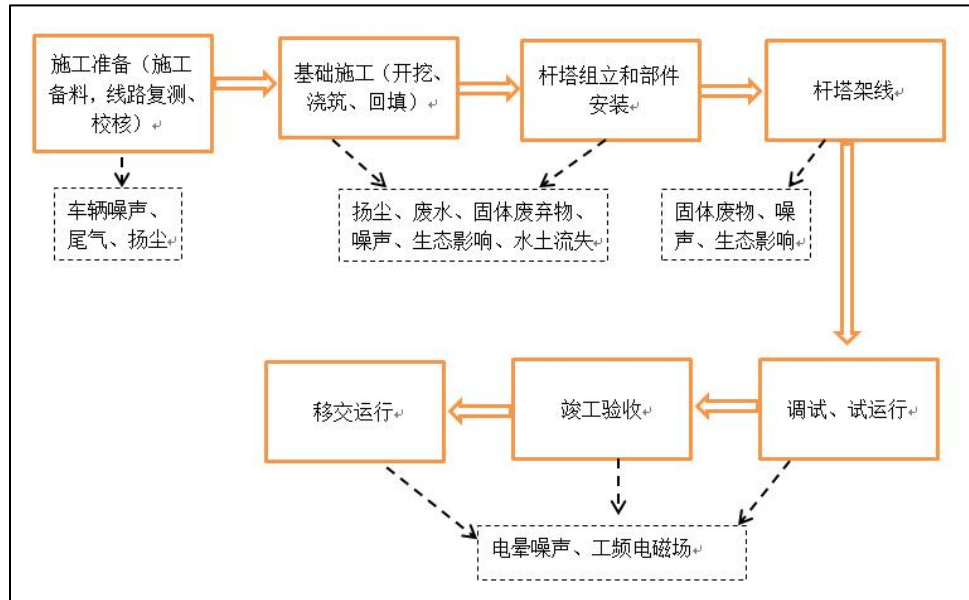 施工准备（施工
备料，线路复测、
校核）
基础施工（开挖、
浇筑、回填）
杆塔组立和部件
安装
杆塔架线
车辆噪声、
尾气、扬尘
扬尘、废水、固体废弃物、
噪声、生态影响、水土流失
固体废物、噪
声、生态影响
移交运行
竣工验收
调试、试运行
电晕噪声、工频电磁场